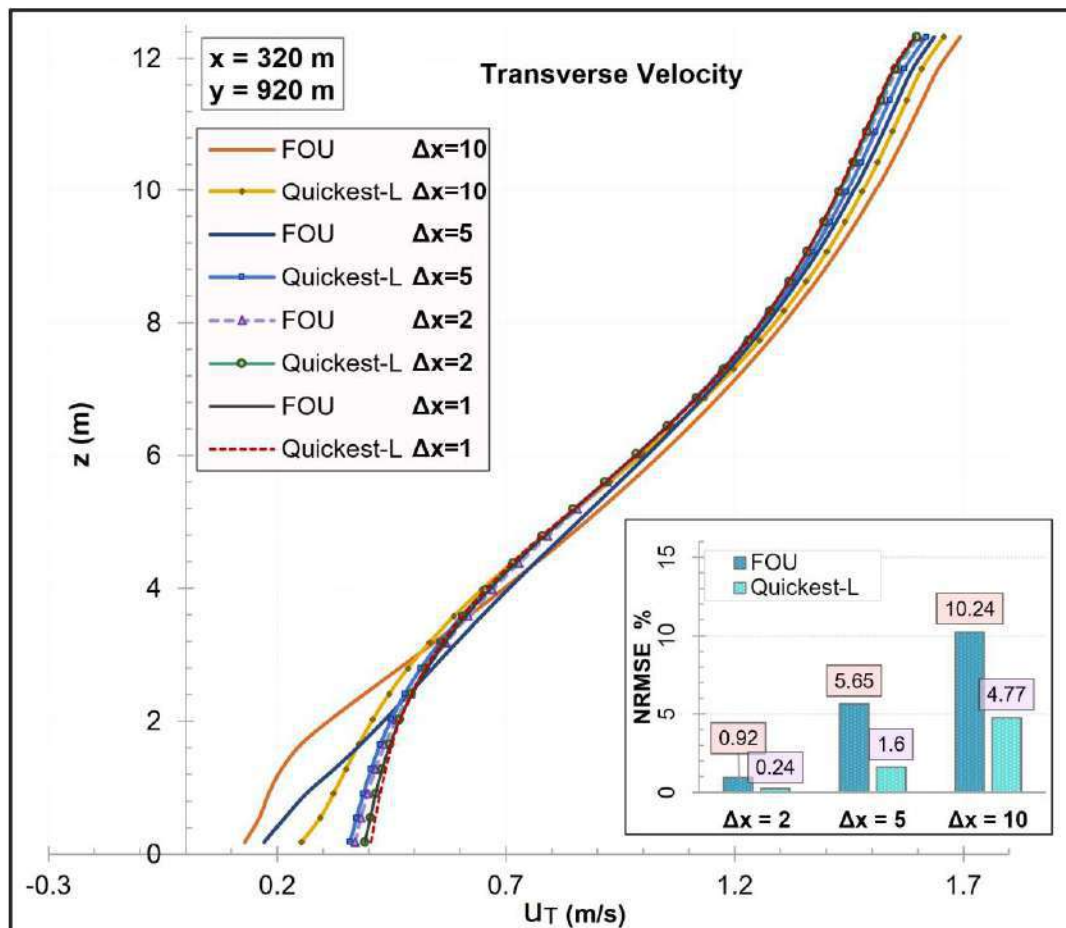 x = 320 m
y = 920 m
Transverse Velocity
FOU Δx=10
Quickest-L Δx=10
FOU Δx=5
Quickest-L Δx=5
FOU Δx=2
Quickest-L Δx=2
FOU Δx=1
Quickest-L Δx=1
z (m)
12
10
8
6
4
2
0
-0.3 0.2 0.7 1.2 1.7
uT (m/s)
NRMSE %
15
10
5
0
FOU
Quickest-L
0.92
0.24
5.65
1.6
10.24
4.77
Δx = 2 Δx = 5 Δx = 10